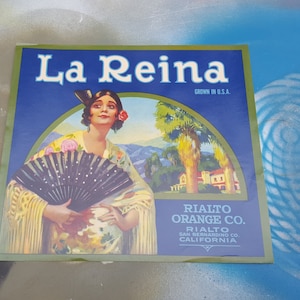 La Reina
GROWN IN U.S.A.
RIALTO
ORANGE CO.
RIALTO
SAN BERNARDINO CO.
CALIFORNIA